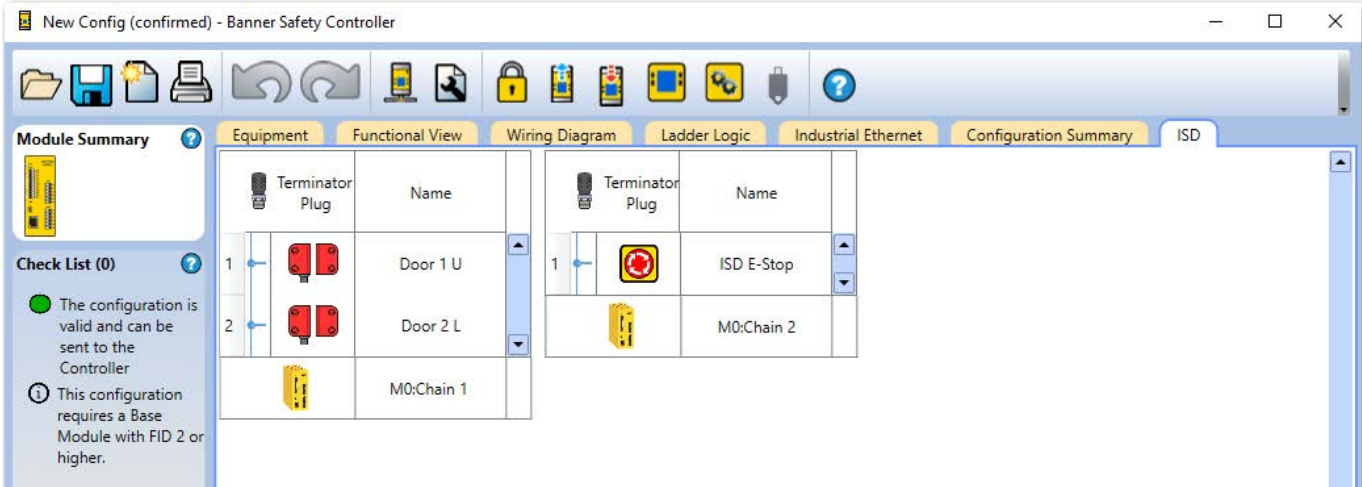 New Config (confirmed) - Banner Safety Controller
Module Summary
Equipment
Functional View
Wiring Diagram
Ladder Logic
Industrial Ethernet
Configuration Summary
ISD
Check List (0)
The configuration is
valid and can be
sent to the
Controller
This configuration
requires a Base
Module with FID 2 or
higher.
Terminator
Plug
Name
1
Door 1 U
2
Door 2 L
M0:Chain 1
Terminator
Plug
Name
1
ISD E-Stop
M0:Chain 2